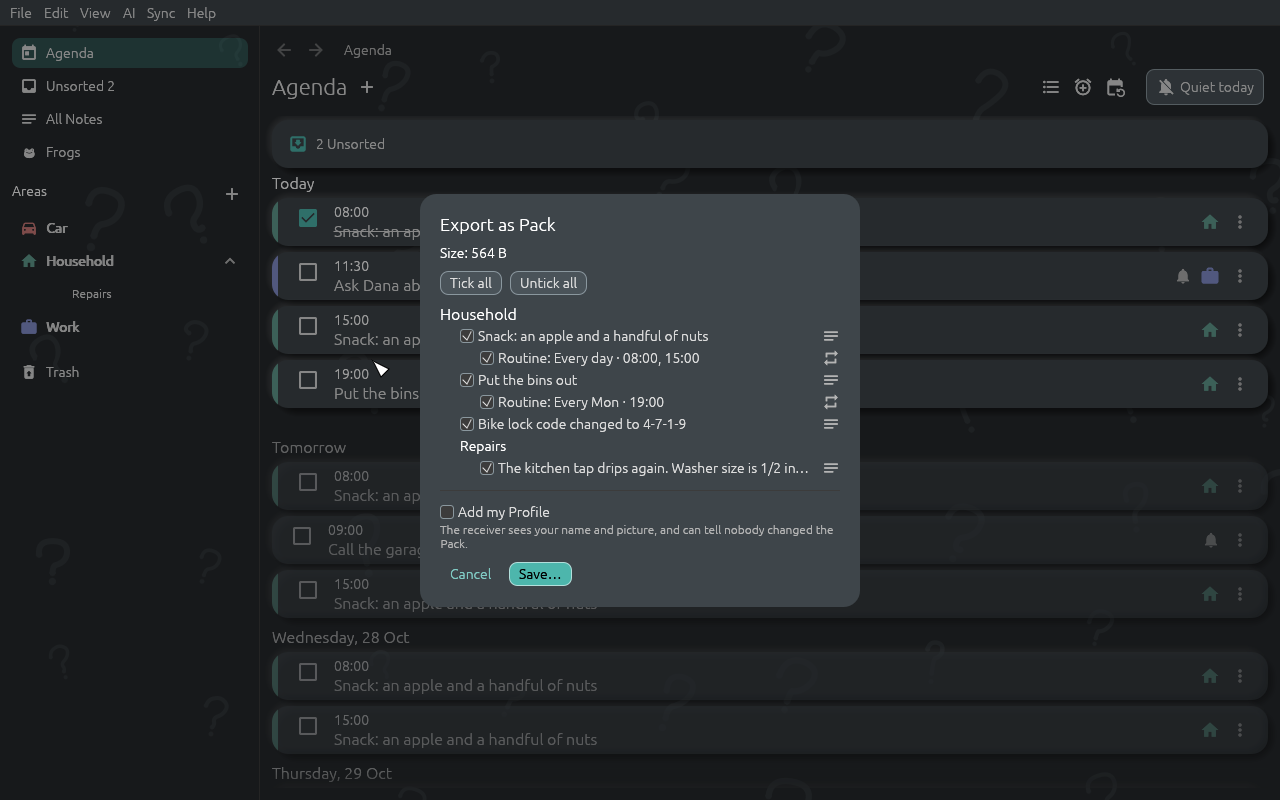 File Edit View AI Sync Help
Agenda
Unsorted 2
All Notes
Frogs
Areas
Car
Household
Repairs
Work
Trash
Agenda
Agenda
Quiet today
2 Unsorted
Today
08:00
Snack: an ap
11:30
Ask Dana ab
15:00
Snack: an ap
19:00
Put the bins
Tomorrow
08:00
Snack: an ap
09:00
Call the garag
15:00
Snack: an apple and a handful of nuts
Wednesday, 28 Oct
08:00
Snack: an apple and a handful of nuts
15:00
Snack: an apple and a handful of nuts
Thursday, 29 Oct
Export as Pack
Size: 564 B
Tick all Untick all
Household
Snack: an apple and a handful of nuts
Routine: Every day · 08:00, 15:00
Put the bins out
Routine: Every Mon · 19:00
Bike lock code changed to 4-7-1-9
Repairs
The kitchen tap drips again. Washer size is 1/2 in…
Add my Profile
The receiver sees your name and picture, and can tell nobody changed the
Pack.
Cancel Save…